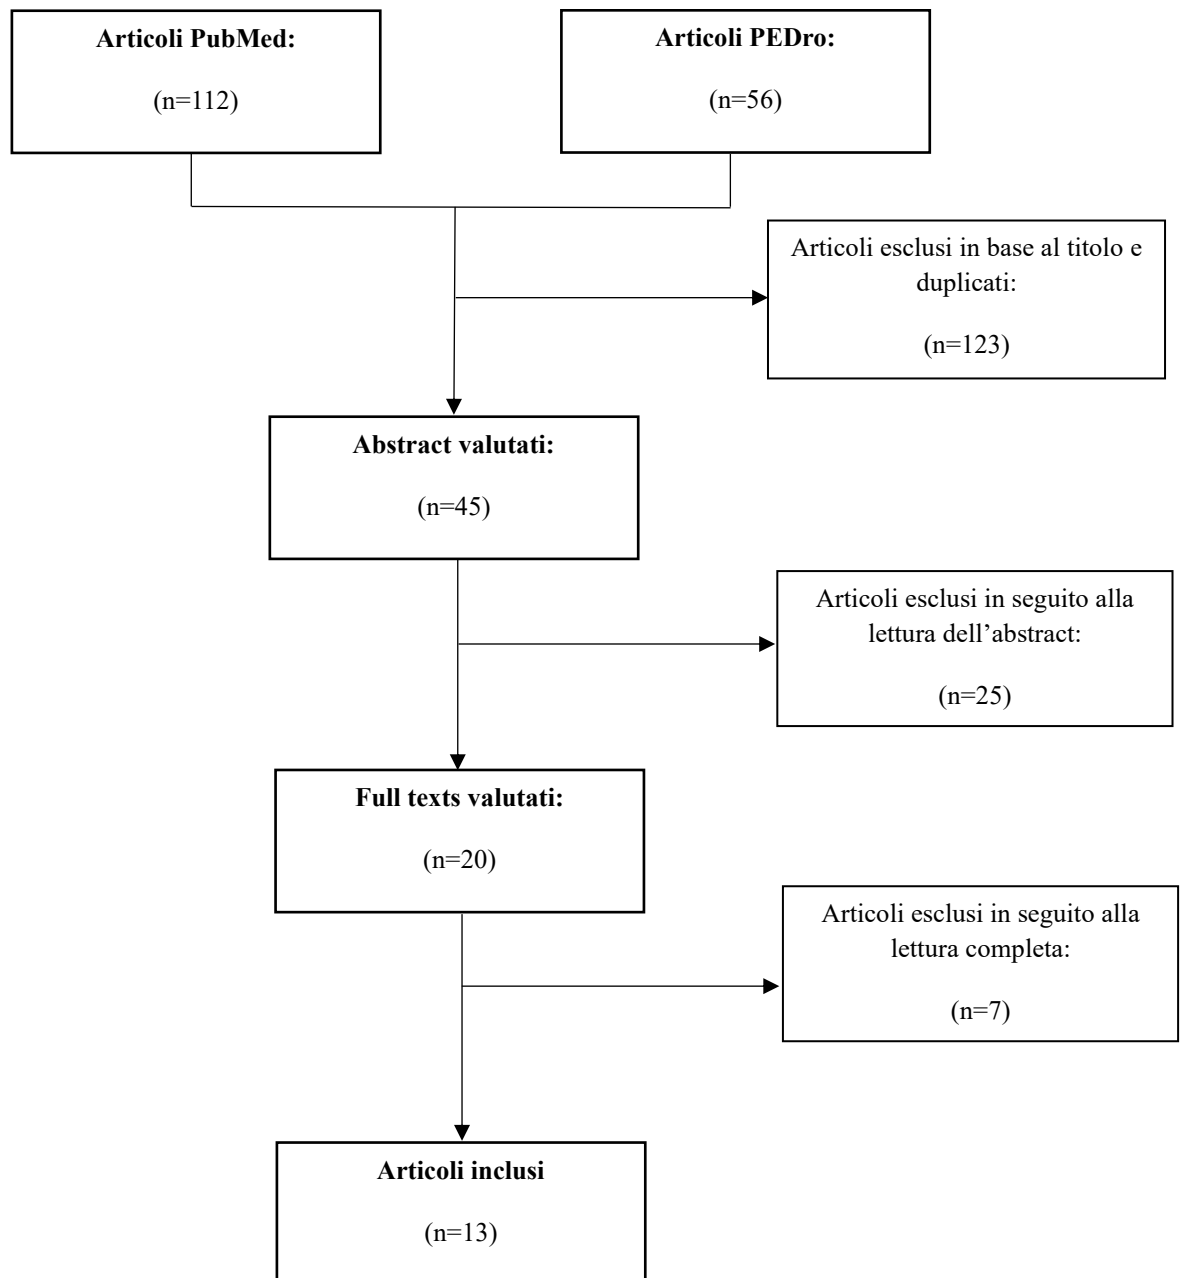 Articoli PubMed:
(n=112)
Articoli PEDro:
(n=56)
Articoli esclusi in base al titolo e
duplicati:
(n=123)
Abstract valutati:
(n=45)
Articoli esclusi in seguito alla
lettura dell’abstract:
(n=25)
Full texts valutati:
(n=20)
Articoli esclusi in seguito alla
lettura completa:
(n=7)
Articoli inclusi
(n=13)